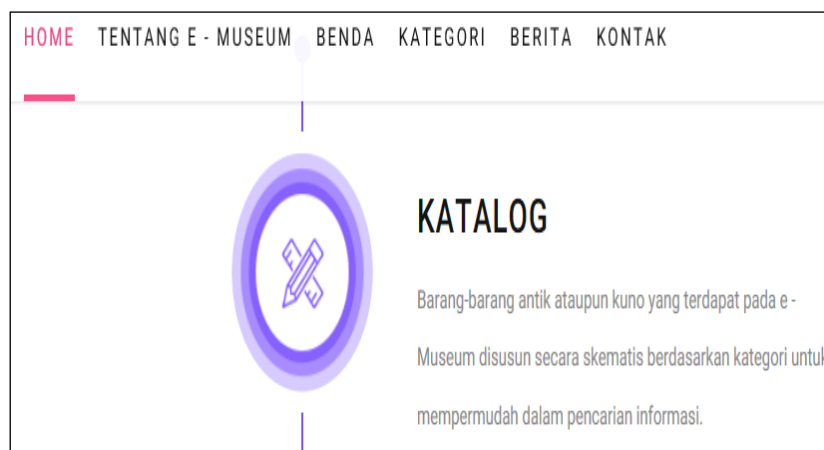 HOME TENTANG E - MUSEUM BENDA KATEGORI BERITA KONTAK
KATALOG
Barang-barang antik ataupun kuno yang terdapat pada e -
Museum disusun secara skematis berdasarkan kategori untuk
mempermudah dalam pencarian informasi.